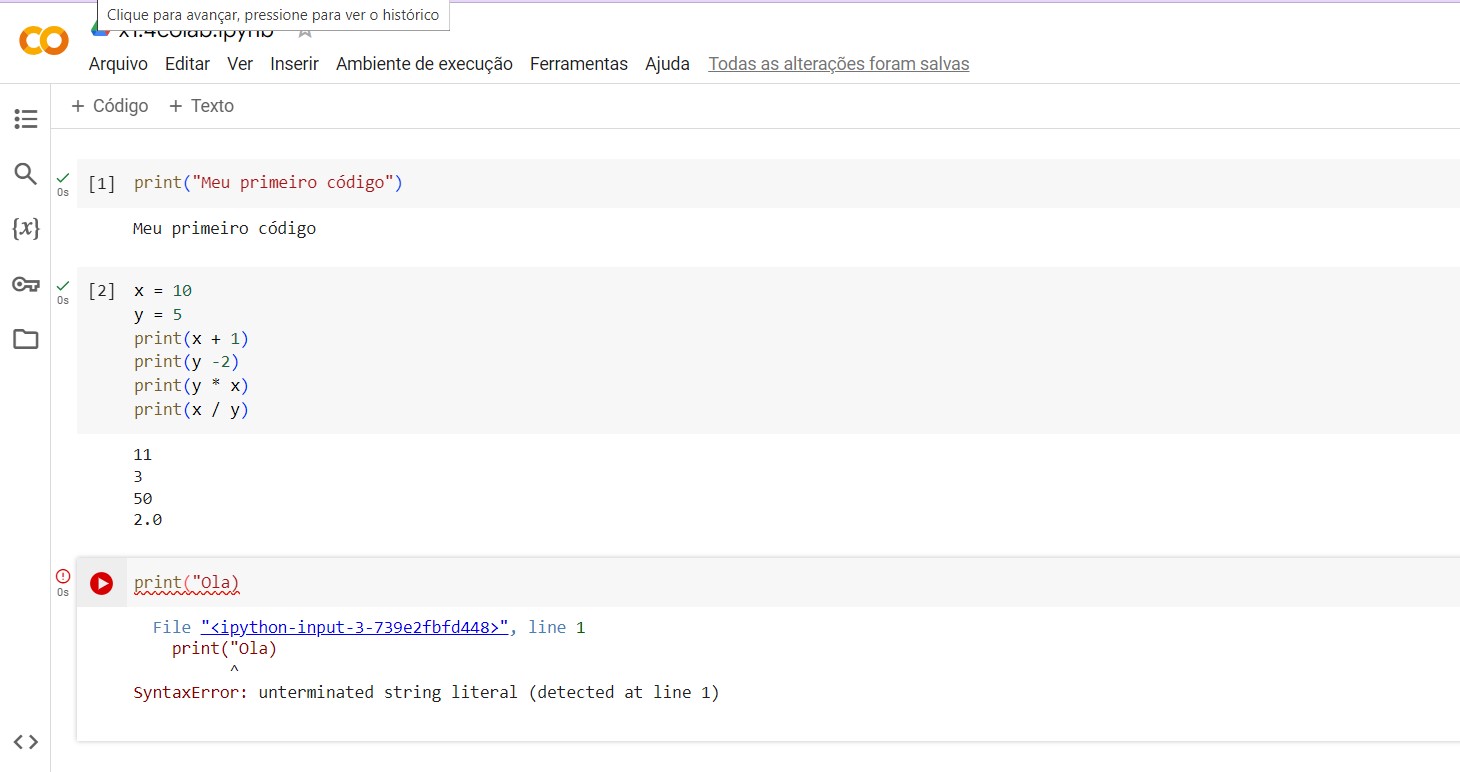 Clique para avançar, pressione para ver o histórico
x1.4colab.ipynb
Arquivo Editar Ver Inserir Ambiente de execução Ferramentas Ajuda Todas as alterações foram salvas
+ Código + Texto
0s [1] print("Meu primeiro código")
Meu primeiro código
{x}
0s [2] x = 10
y = 5
print(x + 1)
print(y -2)
print(y * x)
print(x / y)
11
3
50
2.0
0s print("Ola)
File "<ipython-input-3-739e2fbfd448>", line 1
print("Ola)
^
SyntaxError: unterminated string literal (detected at line 1)